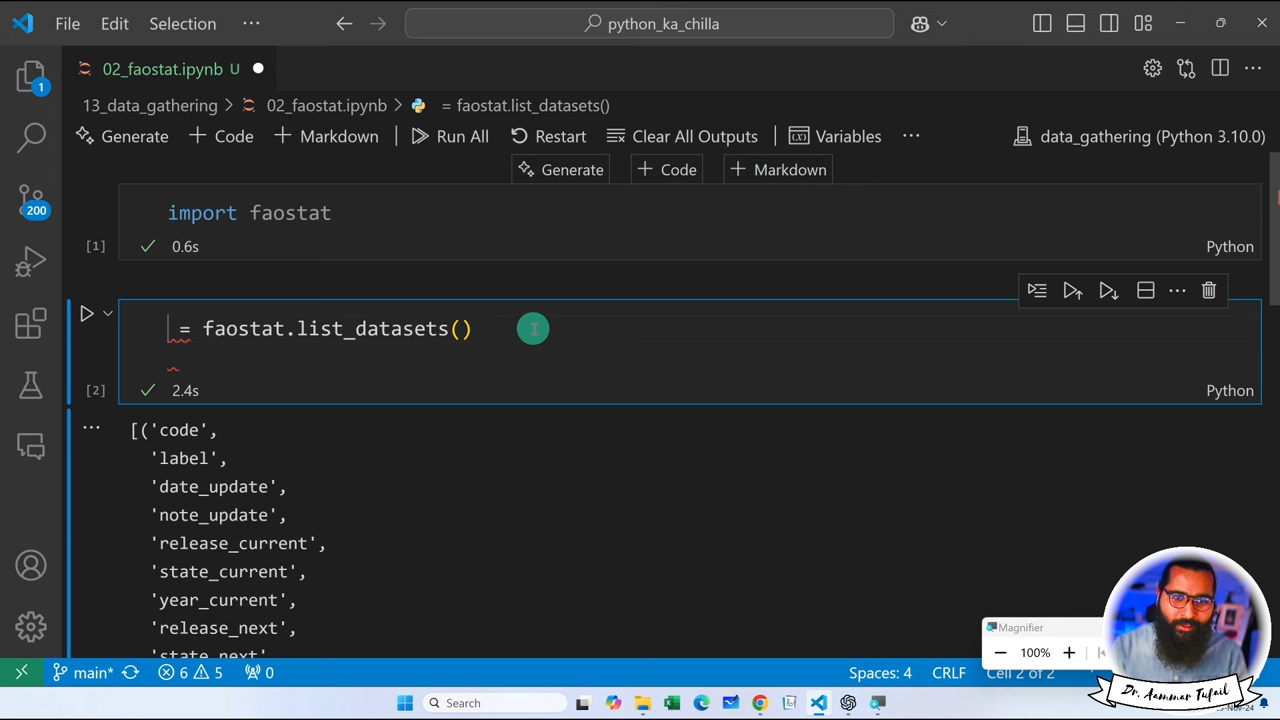 File Edit Selection ··· python_ka_chilla
02_faostat.ipynb U
1
13_data_gathering > 02_faostat.ipynb > = faostat.list_datasets()
Generate + Code + Markdown Run All Restart Clear All Outputs Variables ··· data_gathering (Python 3.10.0)
Generate + Code + Markdown
200
import faostat
[1] 0.6s Python
= faostat.list_datasets()
[2] 2.4s Python
[('code',
'label',
'date_update',
'note_update',
'release_current',
'state_current',
'year_current',
'release_next',
'state_next',
Magnifier
100%
main* 6 5 0 Spaces: 4 CRLF Cell 2 of 2
Dr. Aammar Tufail
Search
-Nov-24